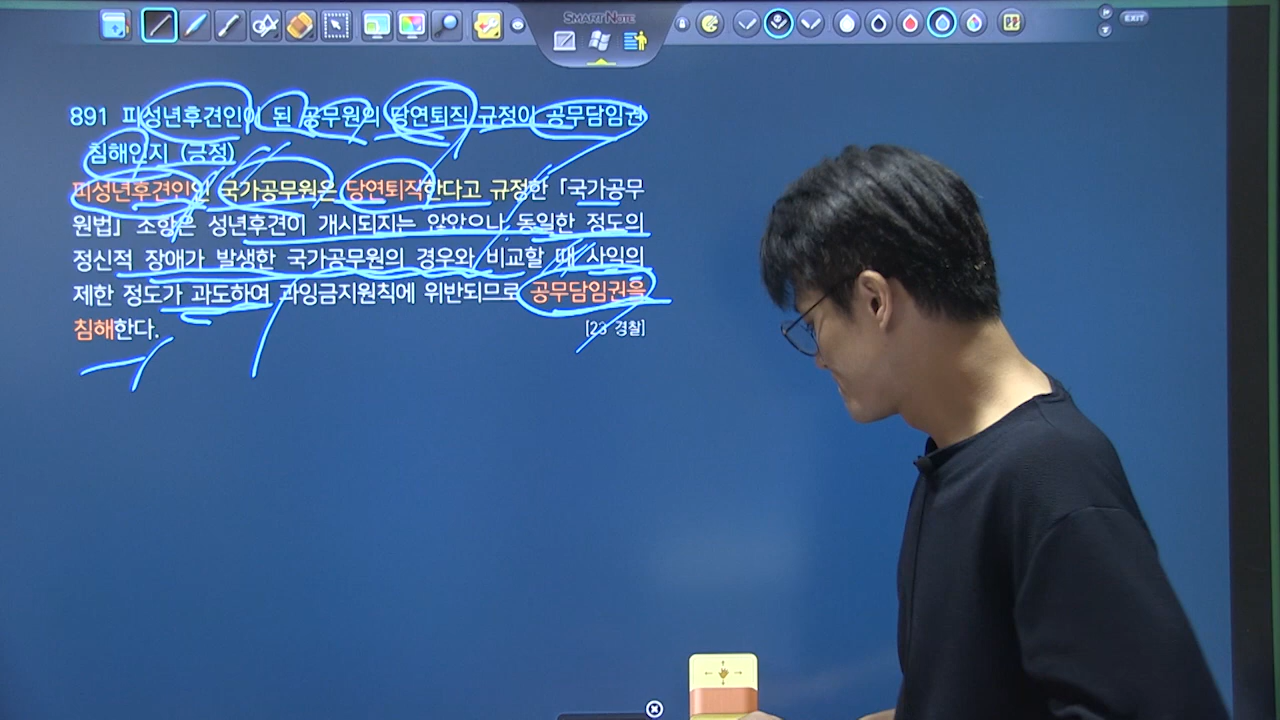 SMART NOTE
EXIT
891 피성년후견인이 된 공무원의 당연퇴직 규정이 공무담임권
침해인지 (긍정)
피성년후견인인 국가공무원은 당연퇴직한다고 규정한 「국가공무
원법」 조항은 성년후견이 개시되지는 않았으나 동일한 정도의
정신적 장애가 발생한 국가공무원의 경우와 비교할 때 사익의
제한 정도가 과도하여 과잉금지원칙에 위반되므로 공무담임권을
침해한다.
[23 경찰]